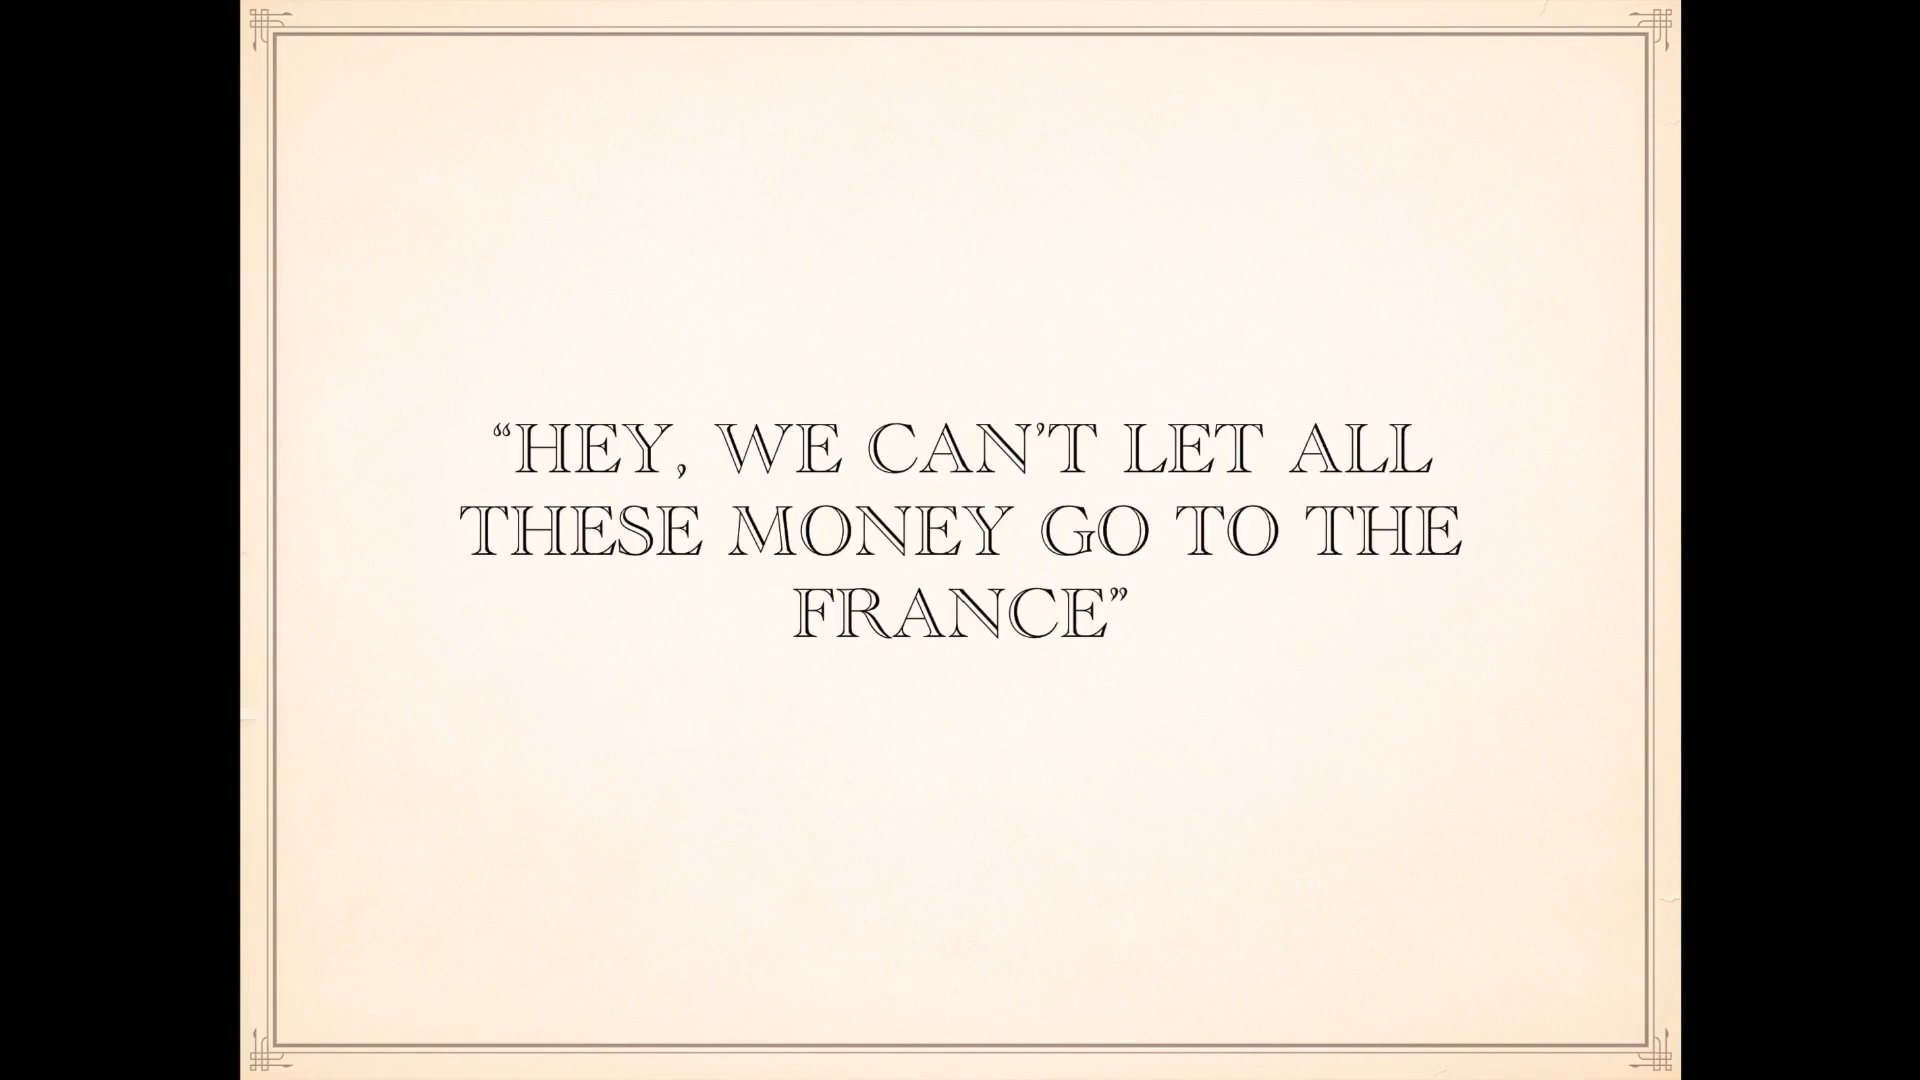 “HEY, WE CAN’T LET ALL
THESE MONEY GO TO THE
FRANCE”